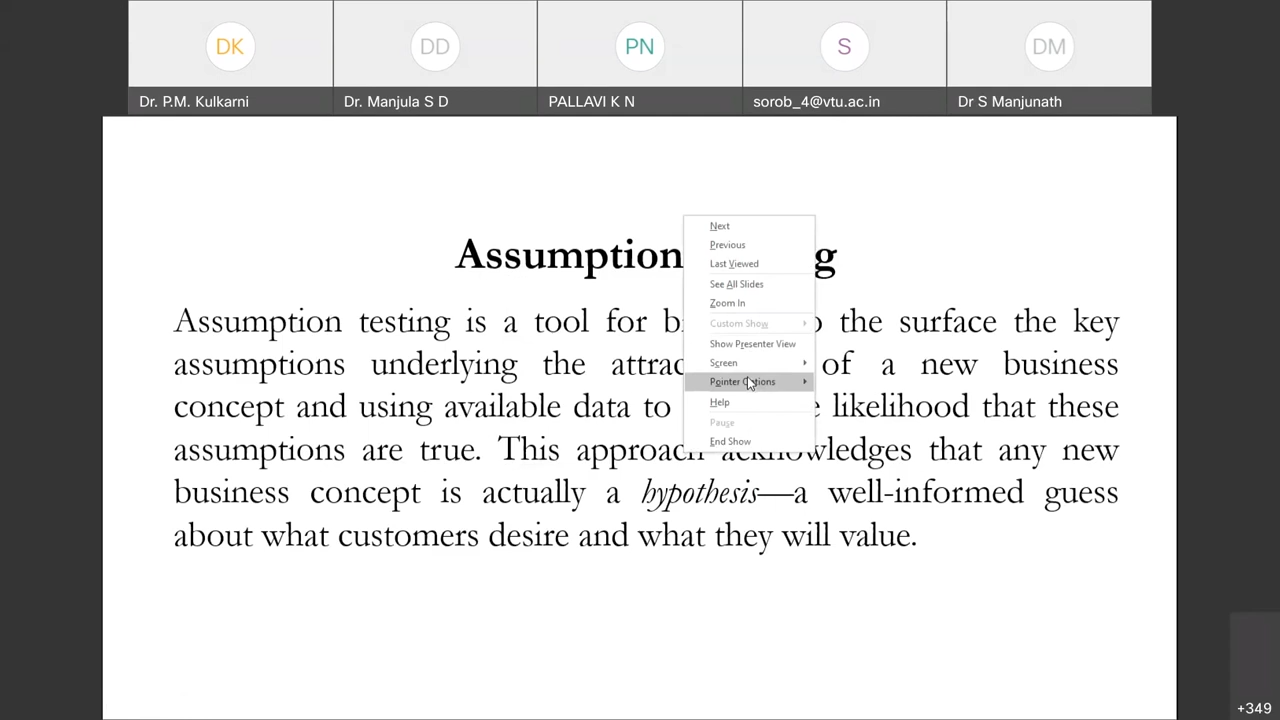 DK DD PN S DM
Dr. P.M. Kulkarni Dr. Manjula S D PALLAVI K N sorob_4@vtu.ac.in Dr S Manjunath
Assumption g
Assumption testing is a tool for the surface the key
assumptions underlying the of a new business
concept and using available data to likelihood that these
assumptions are true. This approach acknowledges that any new
business concept is actually a hypothesis—a well-informed guess
about what customers desire and what they will value.
Next
Previous
Last Viewed
See All Slides
Zoom In
Custom Show
Show Presenter View
Screen
Pointer Options
Help
Pause
End Show
+349